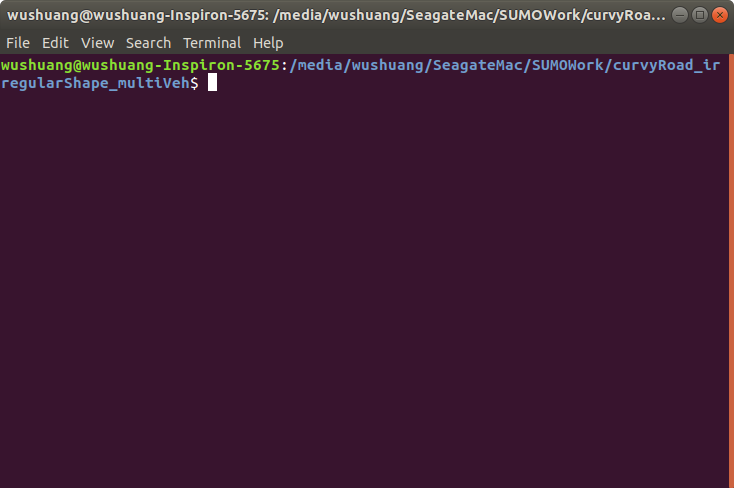 wushuang@wushuang-Inspiron-5675: /media/wushuang/SeagateMac/SUMOWork/curvyRoa...
File Edit View Search Terminal Help
wushuang@wushuang-Inspiron-5675:/media/wushuang/SeagateMac/SUMOWork/curvyRoad_ir
regularShape_multiVeh$